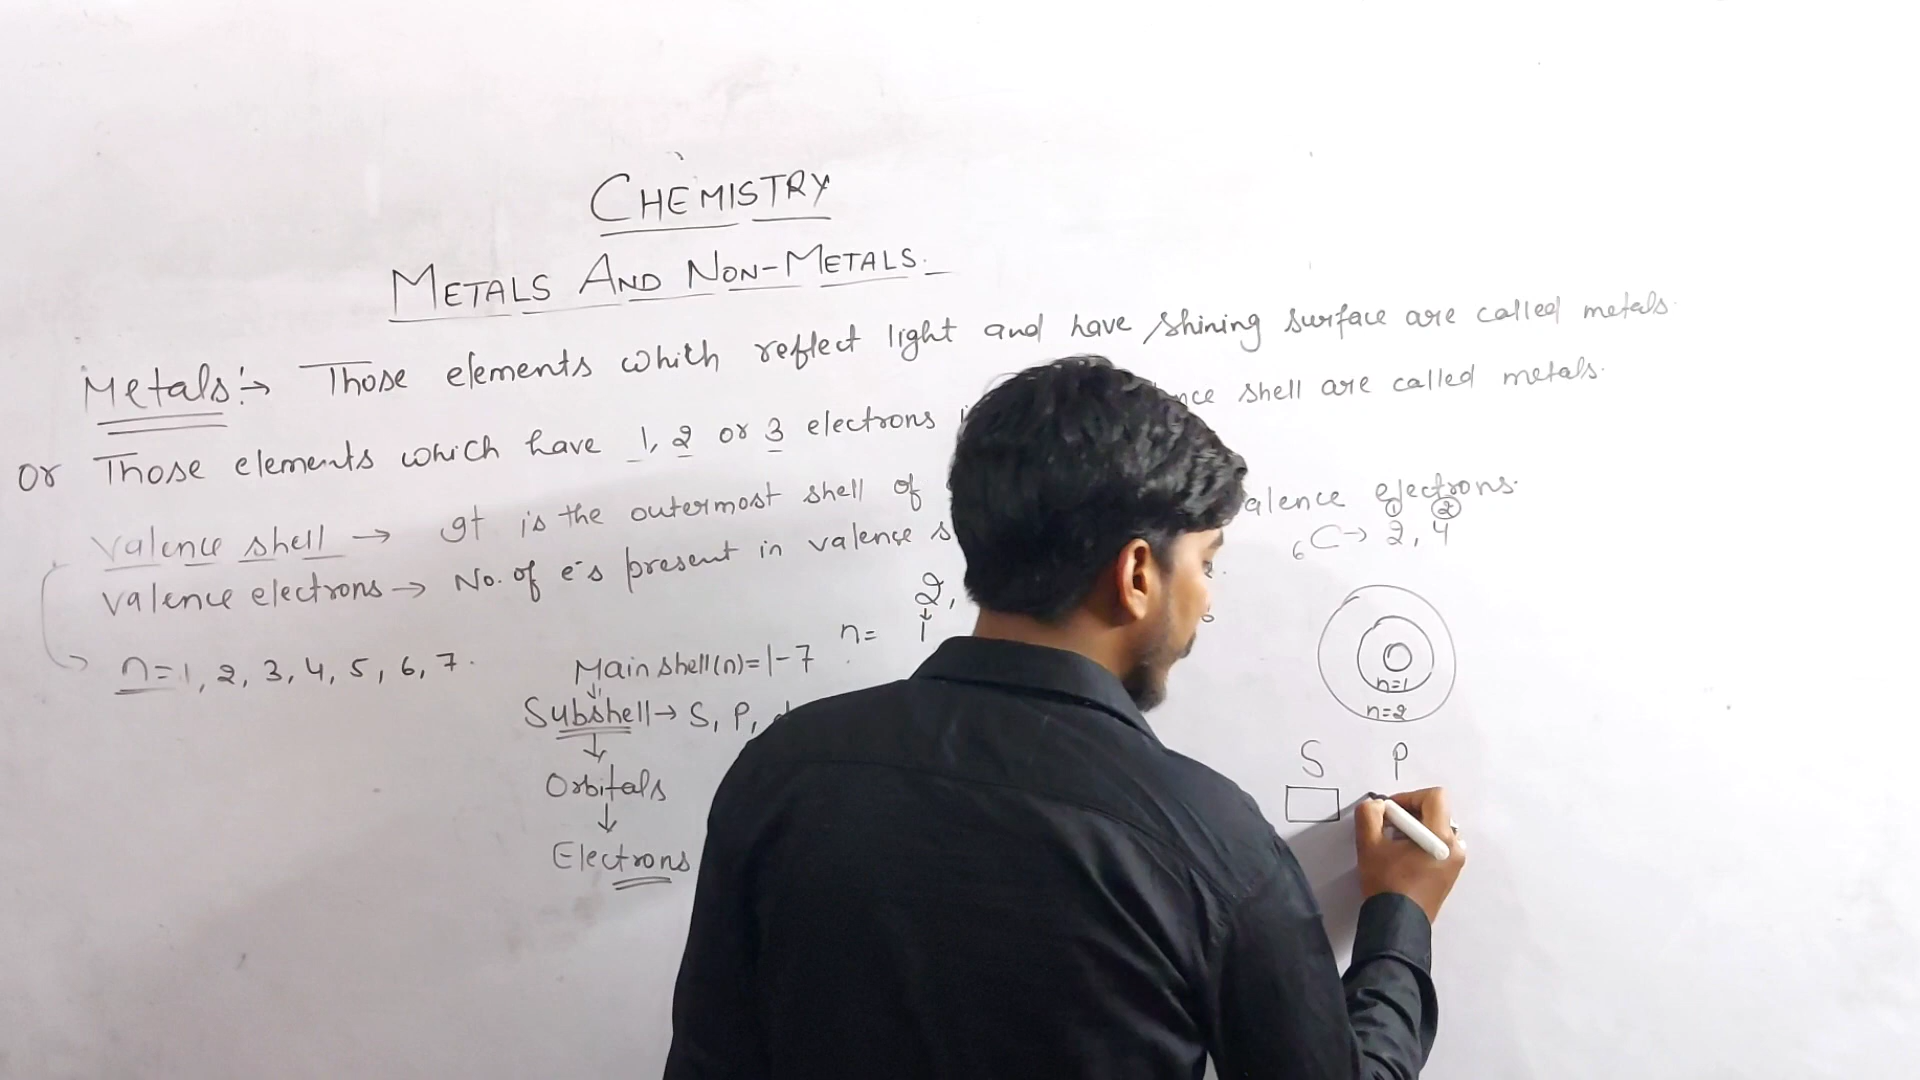 CHEMISTRY
METALS AND NON-METALS.
Metals:→ Those elements which reflect light and have shining surface are called metals.
or Those elements which have 1, 2 or 3 electrons shell are called metals.
Valence shell → It is the outermost shell of electrons.
Valence electrons → No. of e⁻s present in valence
₆C → 2, 4
① ②
n = 1, 2, 3, 4, 5, 6, 7.
Main shell(n) = 1-7
n = 2,
↓
1
Subshell → S, P,
↓
Orbitals
↓
Electrons
n=1
n=2
S P